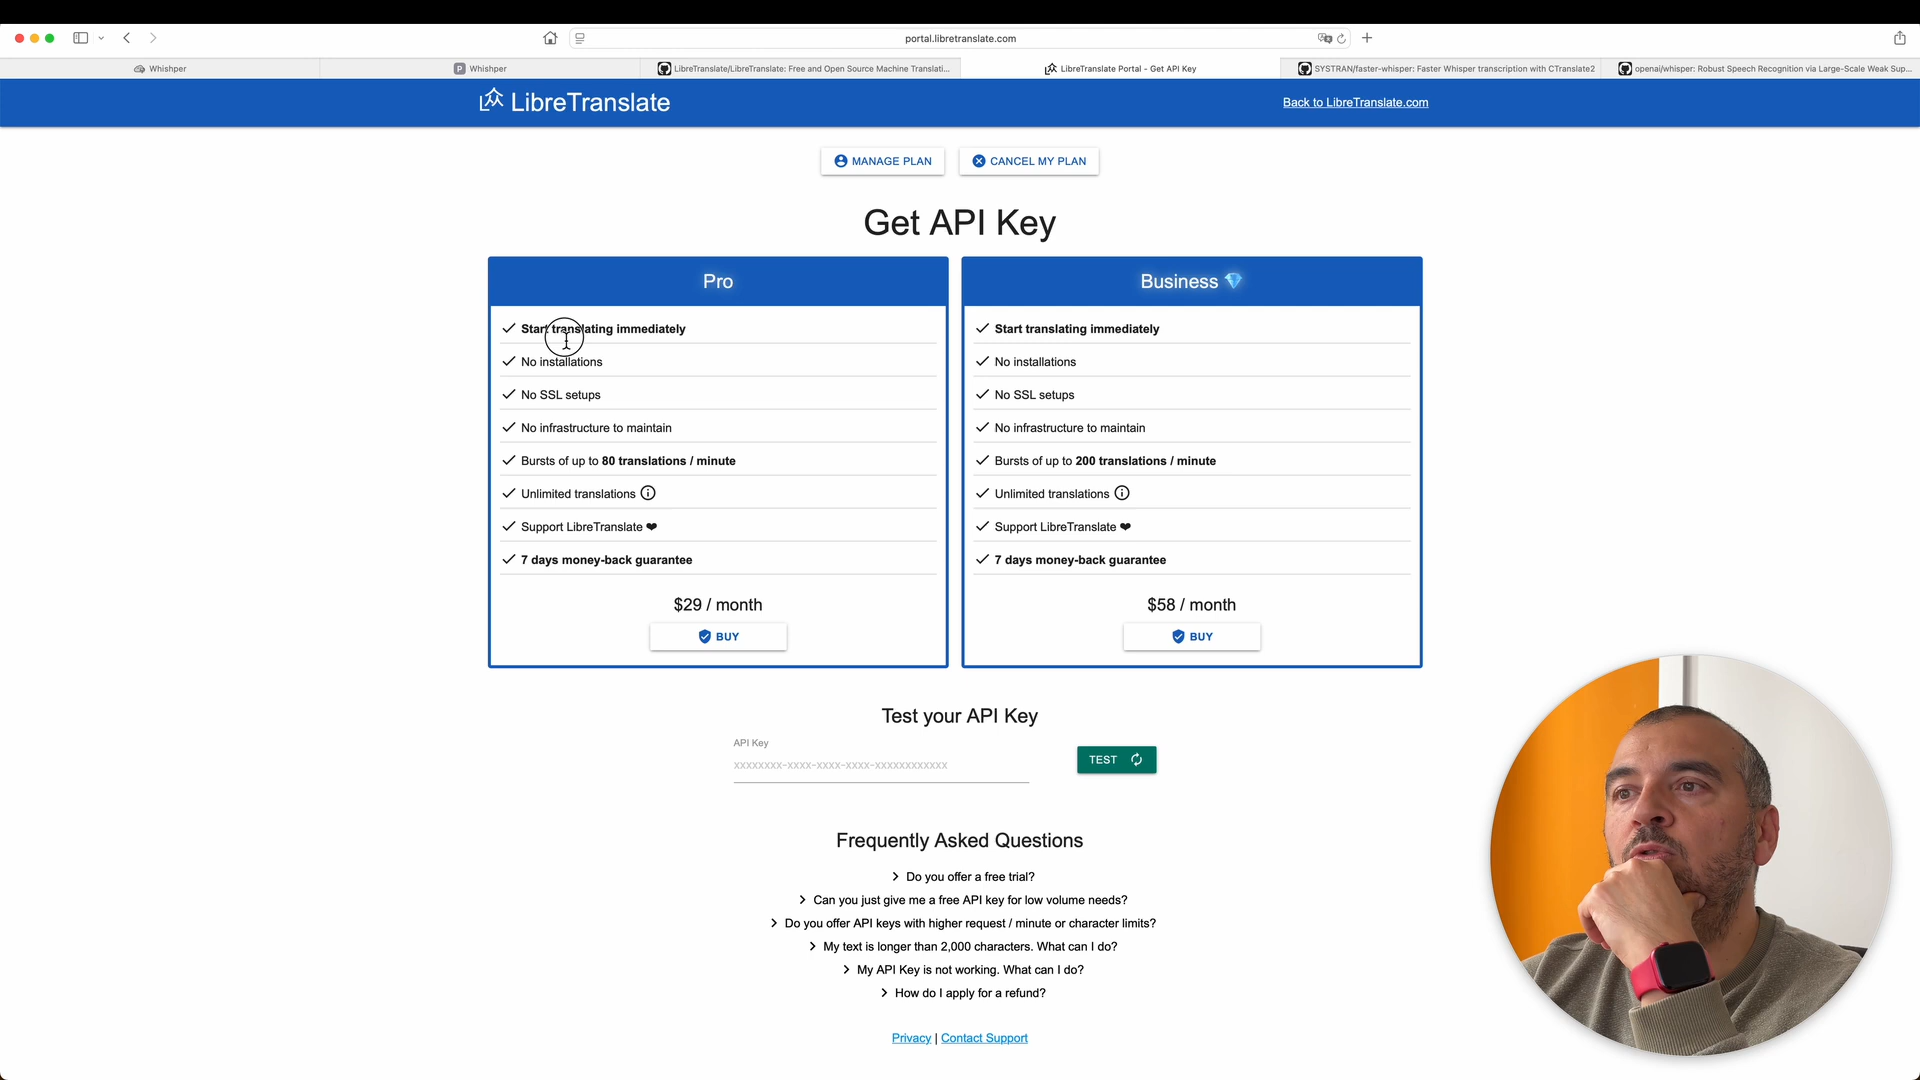 portal.libretranslate.com
Whishper
P Whishper
LibreTranslate/LibreTranslate: Free and Open Source Machine Translati...
LibreTranslate Portal - Get API Key
SYSTRAN/faster-whisper: Faster Whisper transcription with CTranslate2
openai/whisper: Robust Speech Recognition via Large-Scale Weak Sup...
LibreTranslate
Back to LibreTranslate.com
MANAGE PLAN
CANCEL MY PLAN
Get API Key
Pro
Start translating immediately
No installations
No SSL setups
No infrastructure to maintain
Bursts of up to 80 translations / minute
Unlimited translations
Support LibreTranslate ❤
7 days money-back guarantee
$29 / month
BUY
Business 💎
Start translating immediately
No installations
No SSL setups
No infrastructure to maintain
Bursts of up to 200 translations / minute
Unlimited translations
Support LibreTranslate ❤
7 days money-back guarantee
$58 / month
BUY
Test your API Key
API Key
xxxxxxxx-xxxx-xxxx-xxxx-xxxxxxxxxxxx
TEST
Frequently Asked Questions
Do you offer a free trial?
Can you just give me a free API key for low volume needs?
Do you offer API keys with higher request / minute or character limits?
My text is longer than 2,000 characters. What can I do?
My API Key is not working. What can I do?
How do I apply for a refund?
Privacy | Contact Support